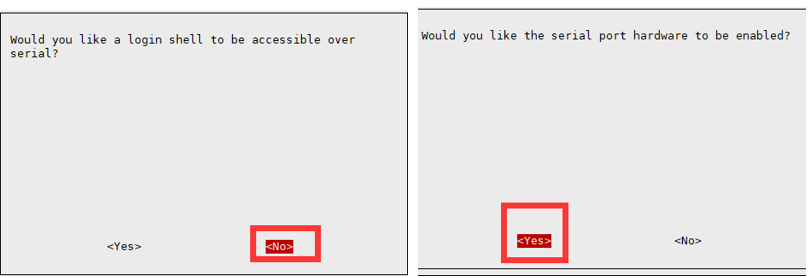 Would you like a login shell to be accessible over
serial?
<Yes>
<No>
Would you like the serial port hardware to be enabled?
<Yes>
<No>